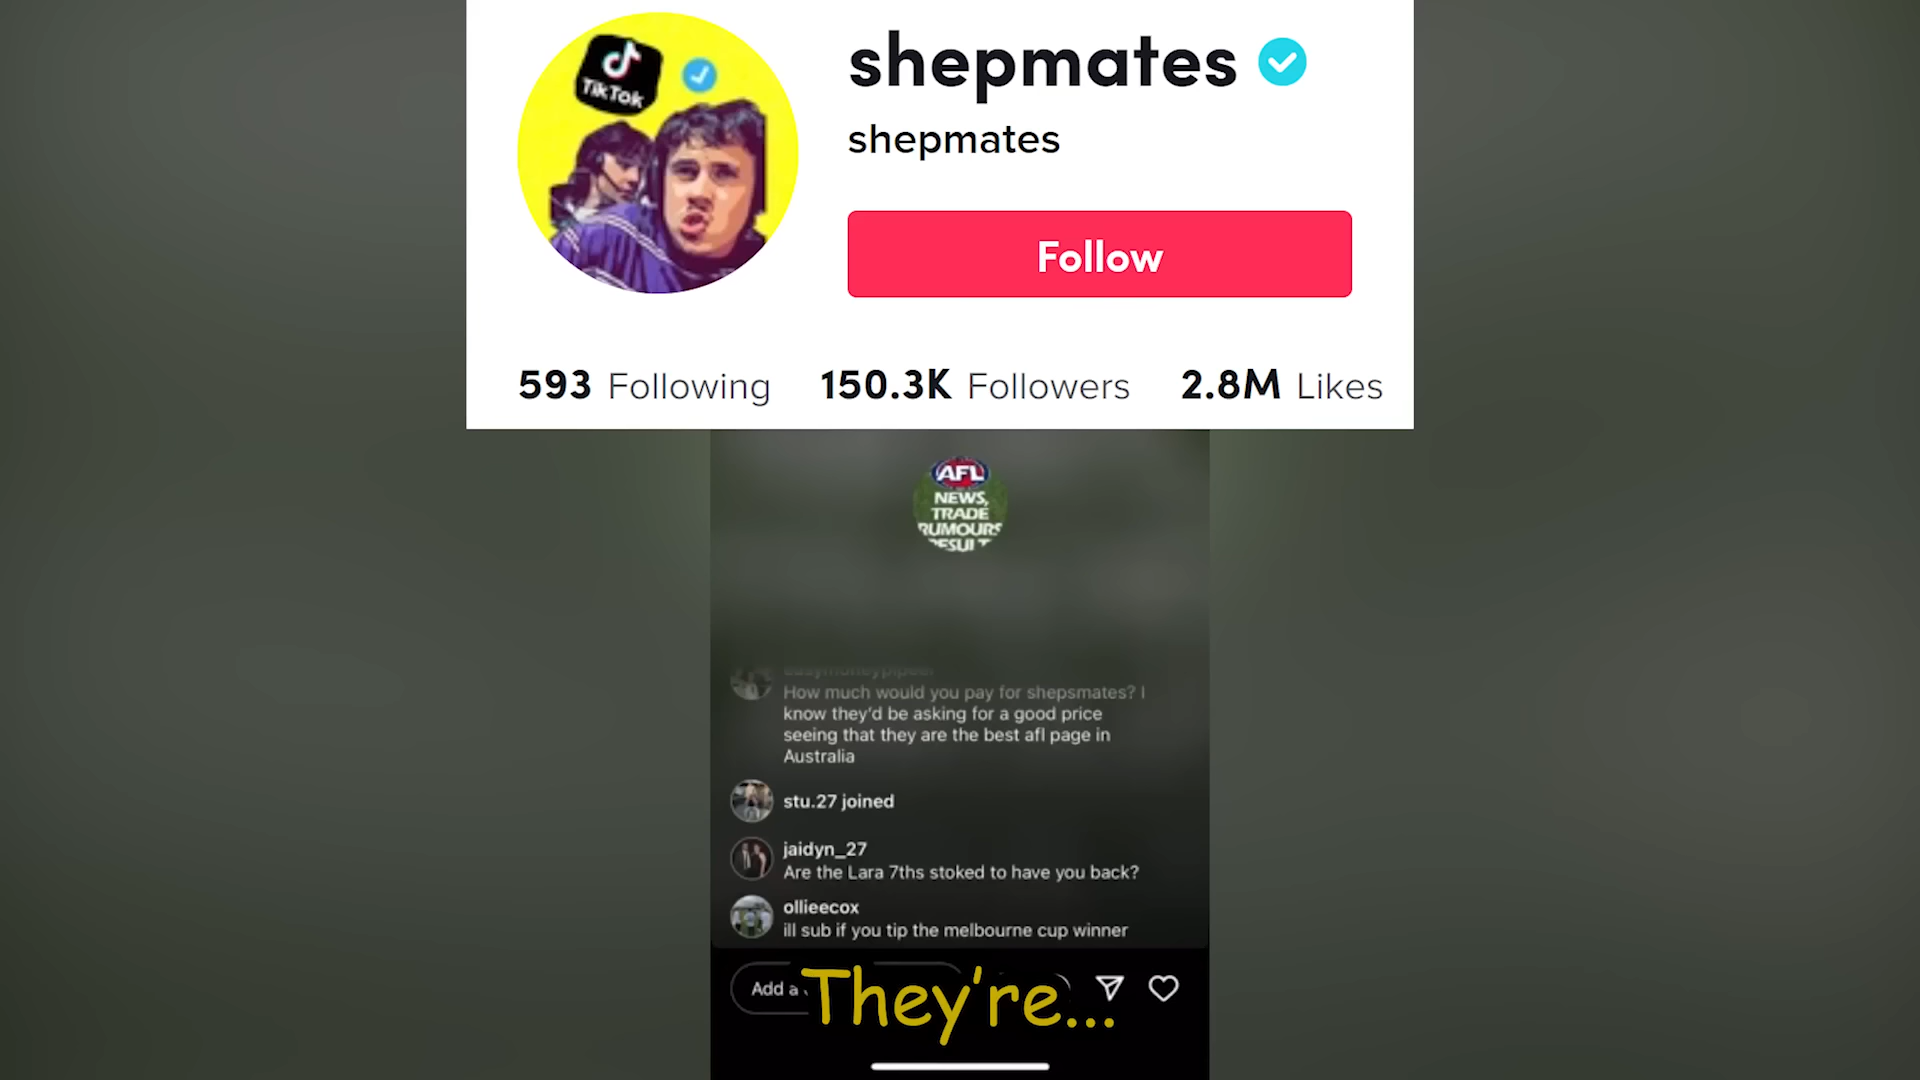 TikTok
shepmates
shepmates
Follow
593 Following 150.3K Followers 2.8M Likes
AFL
NEWS,
TRADE
RUMOURS
How much would you pay for shepsmates? I
know they'd be asking for a good price
seeing that they are the best afl page in
Australia
stu.27 joined
jaidyn_27
Are the Lara 7ths stoked to have you back?
ollieecox
ill sub if you tip the melbourne cup winner
Add a
They're...